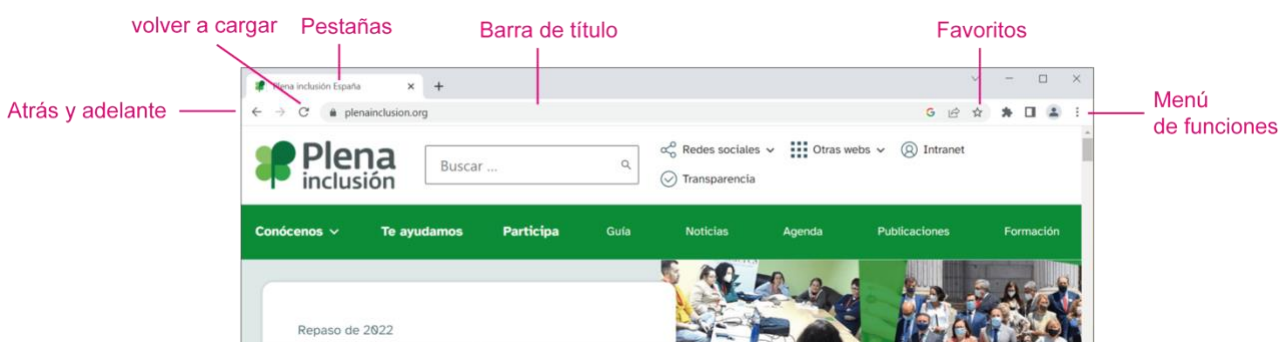 volver a cargar Pestañas Barra de título Favoritos
Plena inclusión España
Atrás y adelante
plenainclusion.org
Menú
de funciones
Plena
inclusión
Buscar ...
Redes sociales Otras webs Intranet
Transparencia
Conócenos Te ayudamos Participa Guía Noticias Agenda Publicaciones Formación
Repaso de 2022